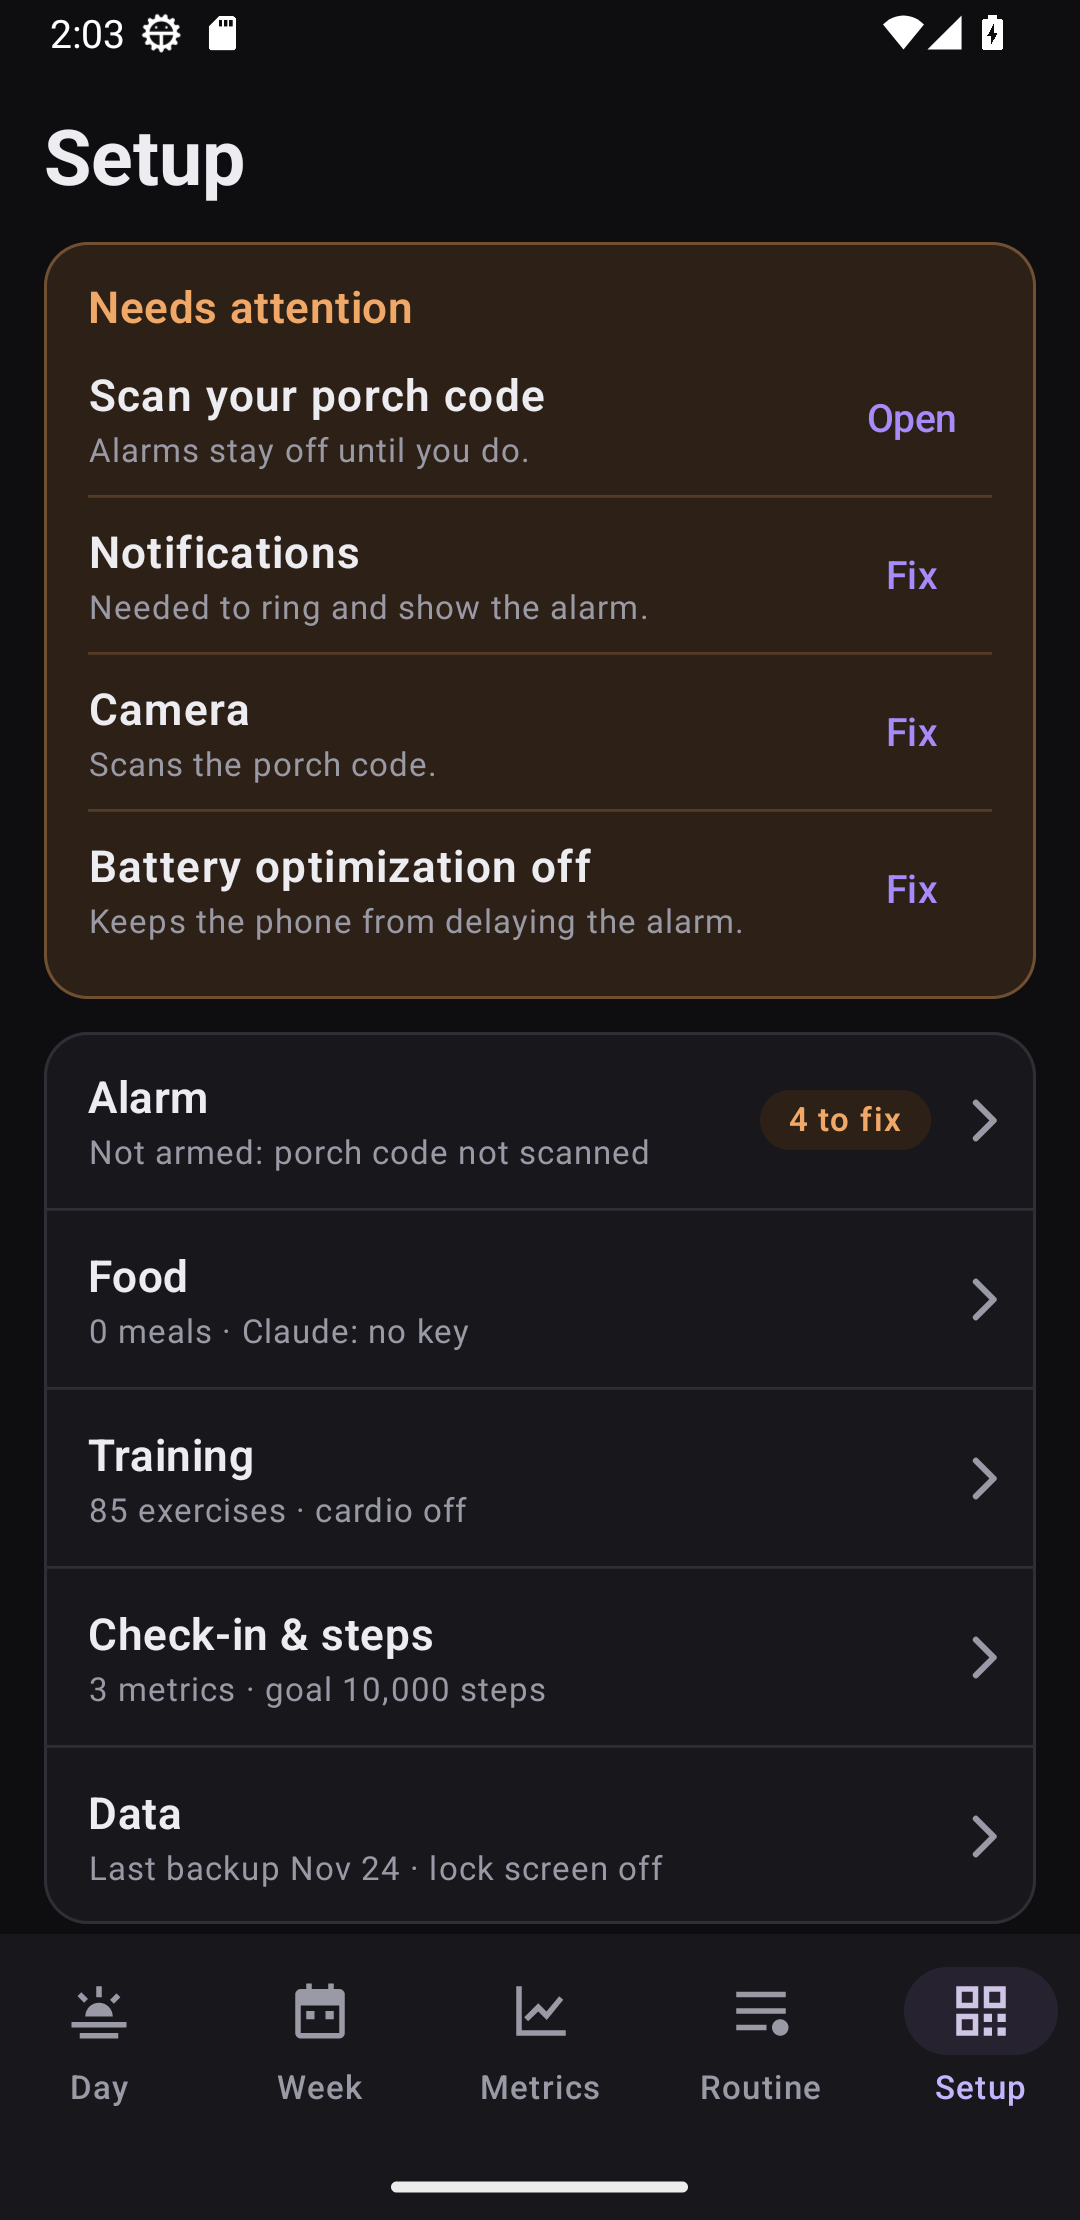 2:03
Setup
Needs attention
Scan your porch code
Alarms stay off until you do.
Open
Notifications
Needed to ring and show the alarm.
Fix
Camera
Scans the porch code.
Fix
Battery optimization off
Keeps the phone from delaying the alarm.
Fix
Alarm
Not armed: porch code not scanned
4 to fix
Food
0 meals · Claude: no key
Training
85 exercises · cardio off
Check-in & steps
3 metrics · goal 10,000 steps
Data
Last backup Nov 24 · lock screen off
Day
Week
Metrics
Routine
Setup